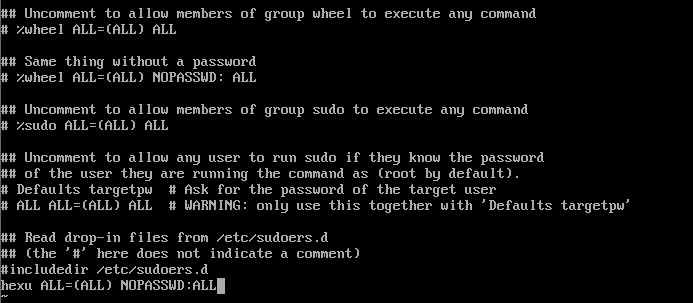 ## Uncomment to allow members of group wheel to execute any command
# %wheel ALL=(ALL) ALL
## Same thing without a password
# %wheel ALL=(ALL) NOPASSWD: ALL
## Uncomment to allow members of group sudo to execute any command
# %sudo ALL=(ALL) ALL
## Uncomment to allow any user to run sudo if they know the password
## of the user they are running the command as (root by default).
# Defaults targetpw  # Ask for the password of the target user
# ALL ALL=(ALL) ALL  # WARNING: only use this together with 'Defaults targetpw'
## Read drop-in files from /etc/sudoers.d
## (the '#' here does not indicate a comment)
#includedir /etc/sudoers.d
hexu ALL=(ALL) NOPASSWD:ALL
~